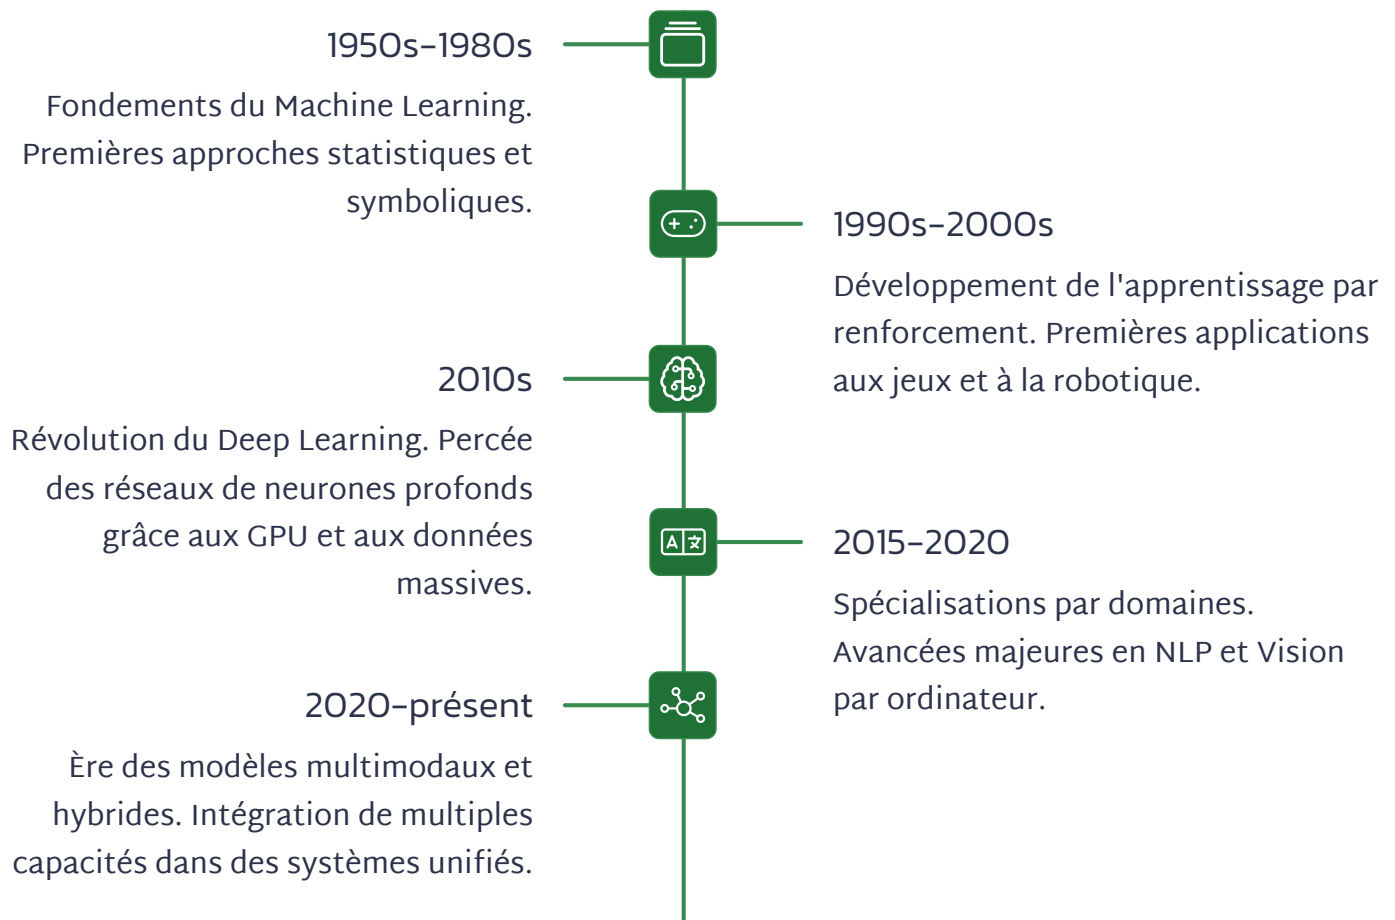 1950s-1980s
Fondements du Machine Learning.
Premières approches statistiques et
symboliques.
1990s-2000s
Développement de l'apprentissage par
renforcement. Premières applications
aux jeux et à la robotique.
2010s
Révolution du Deep Learning. Percée
des réseaux de neurones profonds
grâce aux GPU et aux données
massives.
A 文
2015-2020
Spécialisations par domaines.
Avancées majeures en NLP et Vision
par ordinateur.
2020-présent
Ère des modèles multimodaux et
hybrides. Intégration de multiples
capacités dans des systèmes unifiés.